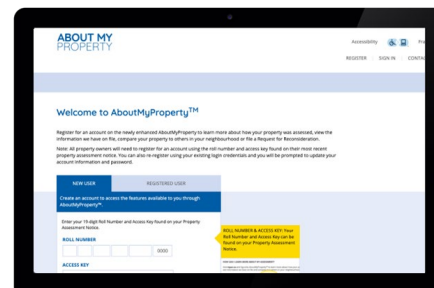 ABOUT MY
PROPERTY
Accessibility
REGISTER | SIGN IN |
Welcome to AboutMyProperty™
Register for an account on the newly enhanced AboutMyProperty to learn more about how your property was assessed, view the
information we have on file, compare your property to others in your neighbourhood or file a Request for Reconsideration.
Note: All property owners will need to register for an account using the roll number and access key found on their most recent
property assessment notice. You can also re-register using your existing login credentials and you will be prompted to update your
account information and password.
NEW USER
REGISTERED USER
Create an account to access the features available to you through
AboutMyProperty™.
Enter your 19-digit Roll Number and Access Key found on your Property
Assessment Notice.
ROLL NUMBER
0000
ACCESS KEY
ROLL NUMBER & ACCESS KEY: Your
Roll Number and Access Key can be
found on your Property Assessment
Notice.